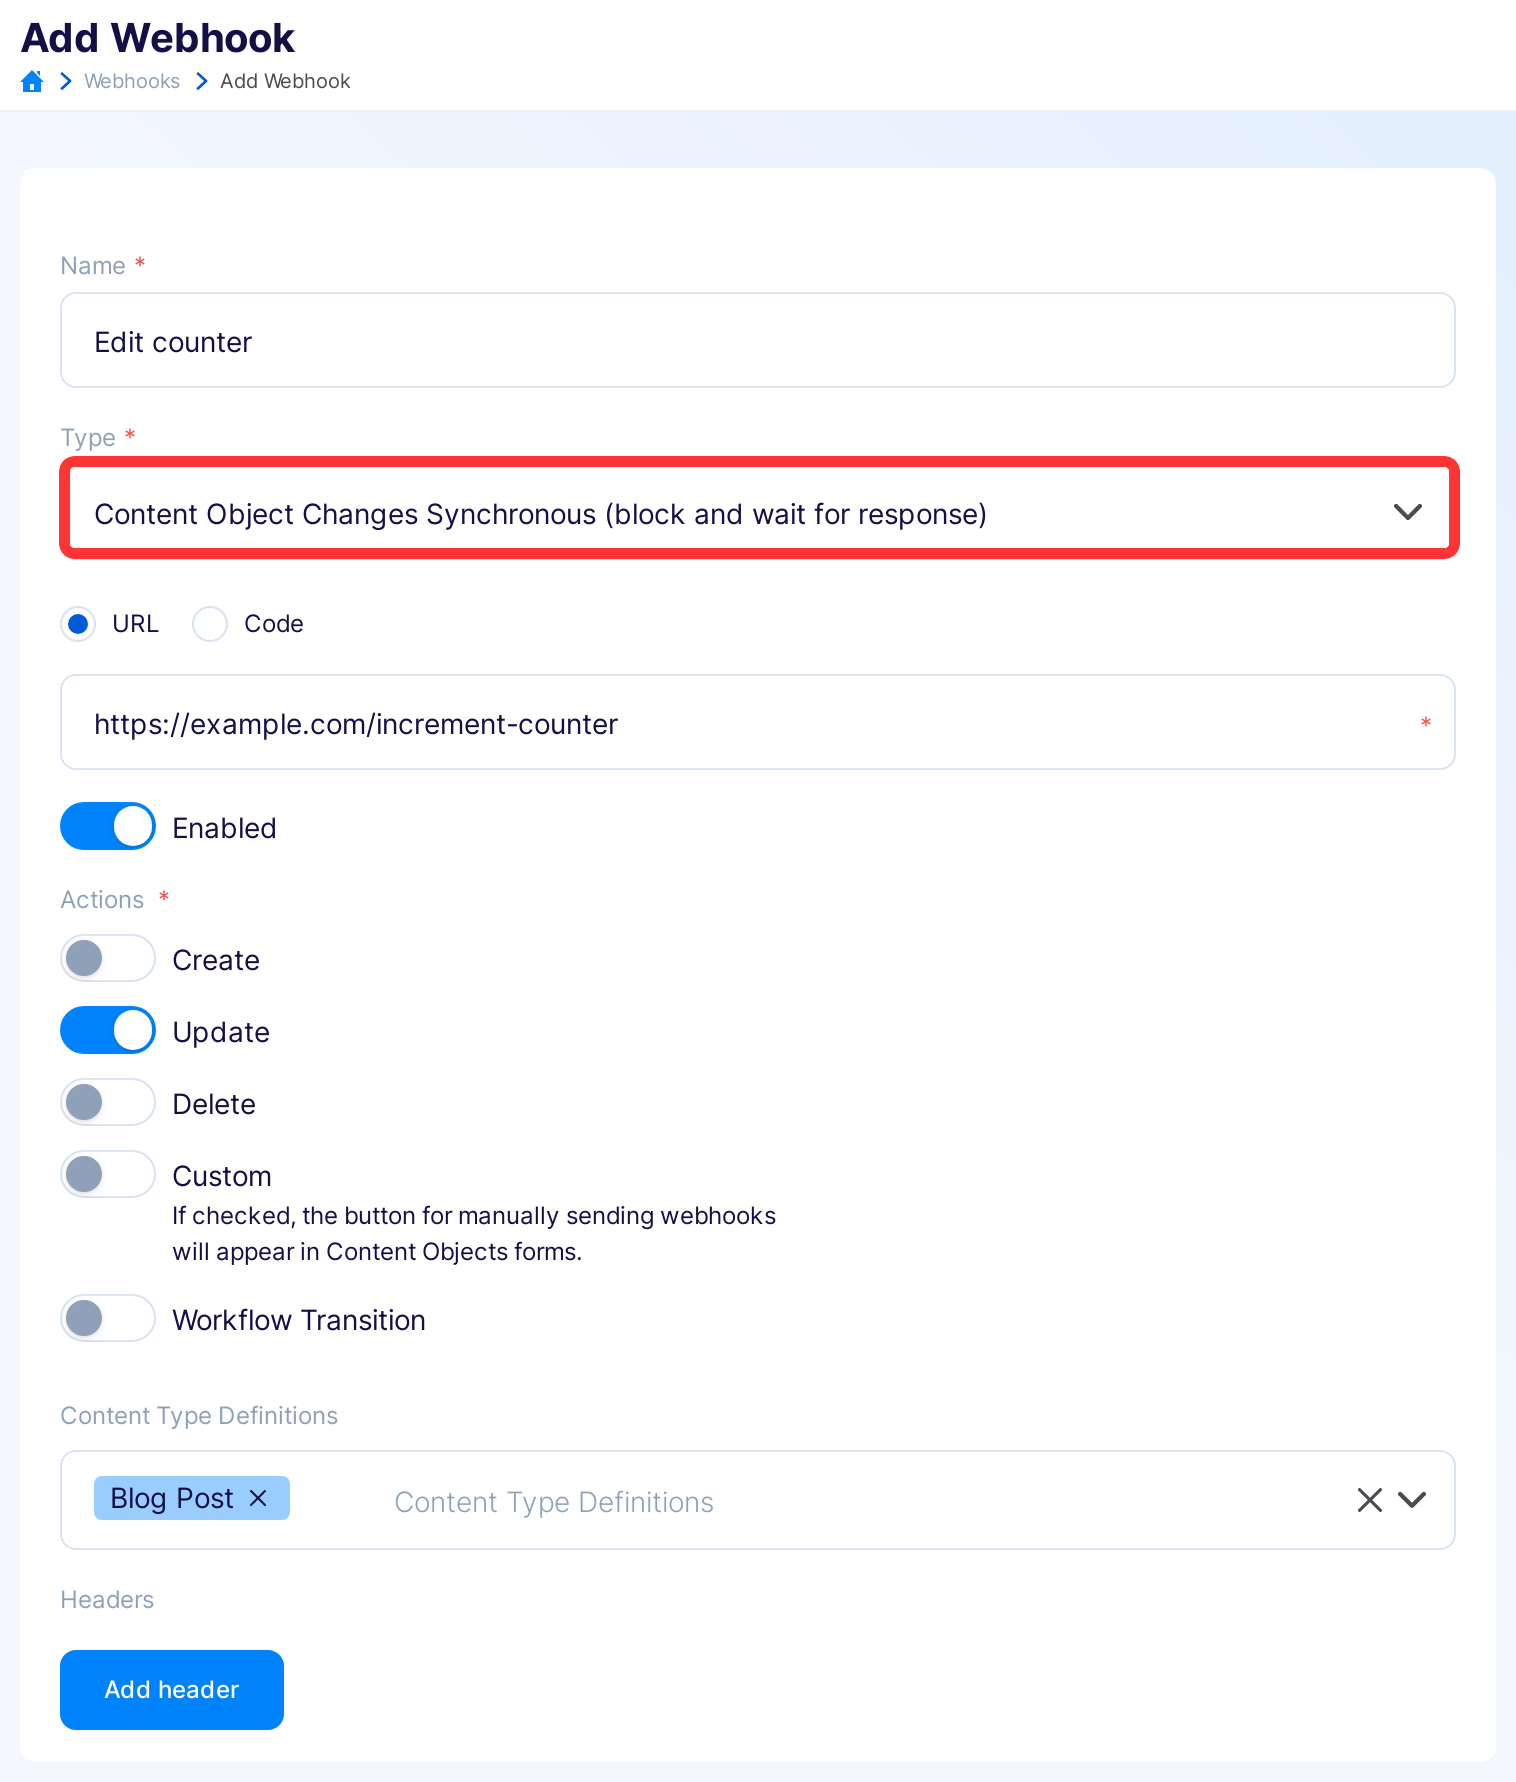 Add Webhook
Webhooks Add Webhook
Name *
Edit counter
Type *
Content Object Changes Synchronous (block and wait for response)
URL Code
https://example.com/increment-counter *
Enabled
Actions *
Create
Update
Delete
Custom
If checked, the button for manually sending webhooks
will appear in Content Objects forms.
Workflow Transition
Content Type Definitions
Blog Post Content Type Definitions
Headers
Add header